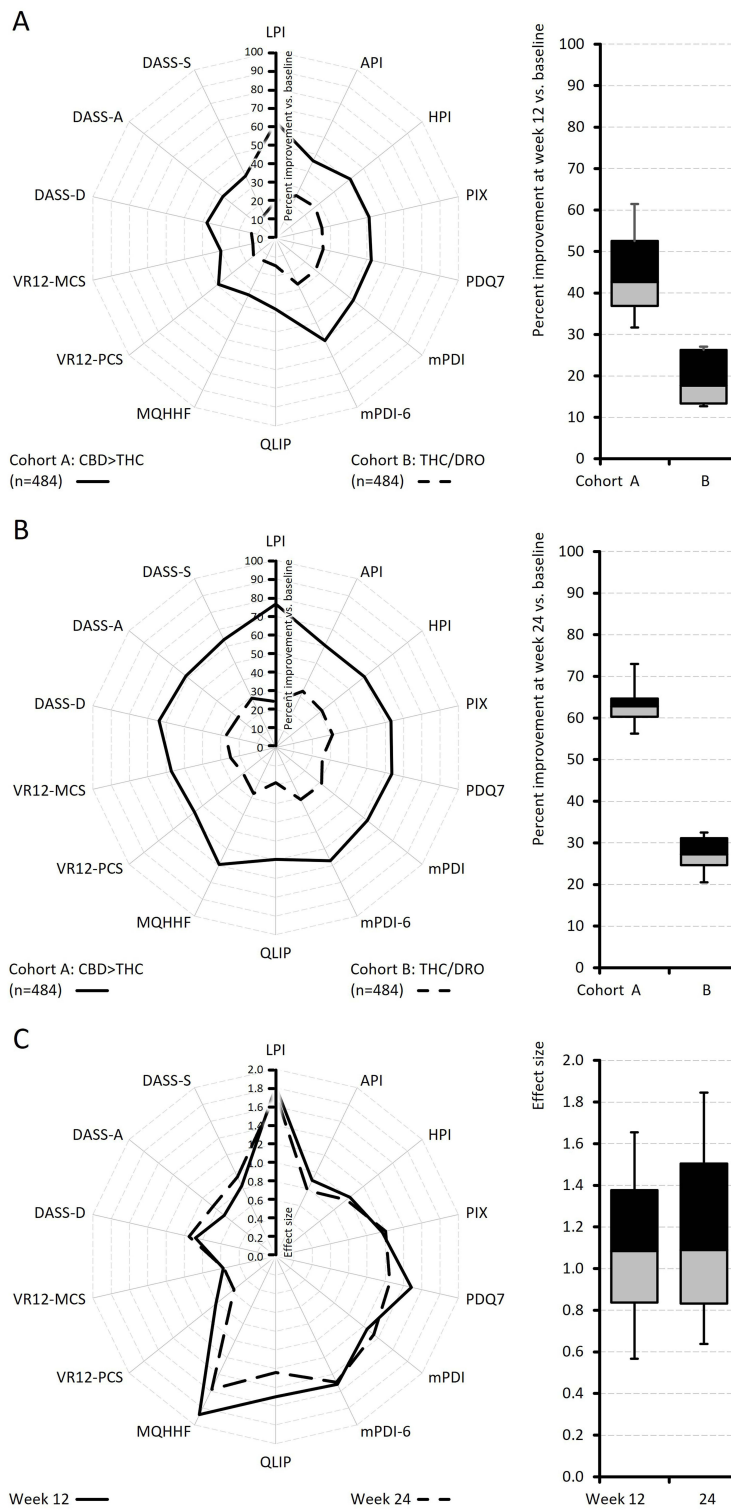 A
LPI
API
HPI
PIX
PDQ7
mPDI
mPDI-6
QLIP
MQHHF
VR12-PCS
VR12-MCS
DASS-D
DASS-A
DASS-S
100
90
80
70
60
50
40
30
20
10
0
Percent improvement vs. baseline
Cohort A: CBD>THC
(n=484)
Cohort B: THC/DRO
(n=484)
Percent improvement at week 12 vs. baseline
100
90
80
70
60
50
40
30
20
10
0
Cohort A
B
B
LPI
API
HPI
PIX
PDQ7
mPDI
mPDI-6
QLIP
MQHHF
VR12-PCS
VR12-MCS
DASS-D
DASS-A
DASS-S
100
90
80
70
60
50
40
30
20
10
0
Percent improvement vs. baseline
Cohort A: CBD>THC
(n=484)
Cohort B: THC/DRO
(n=484)
Percent improvement at week 24 vs. baseline
100
90
80
70
60
50
40
30
20
10
0
Cohort A
B
C
LPI
API
HPI
PIX
PDQ7
mPDI
mPDI-6
QLIP
MQHHF
VR12-PCS
VR12-MCS
DASS-D
DASS-A
DASS-S
2.0
1.8
1.6
1.4
1.2
1.0
0.8
0.6
0.4
0.2
0.0
Effect size
Week 12
Week 24
Effect size
2.0
1.8
1.6
1.4
1.2
1.0
0.8
0.6
0.4
0.2
0.0
Week 12
24